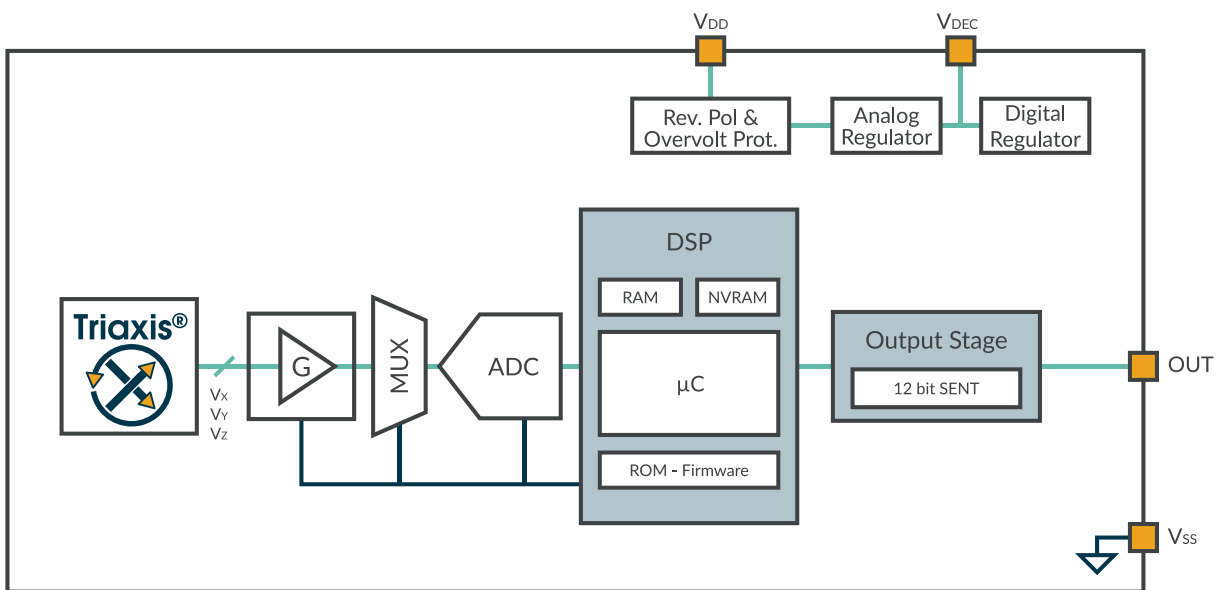 VDD
VDEC
Rev. Pol &
Overvolt Prot.
Analog
Regulator
Digital
Regulator
DSP
RAM
NVRAM
Triaxis®
G
MUX
ADC
µC
Output Stage
12 bit SENT
OUT
VX
VY
VZ
ROM - Firmware
VSS